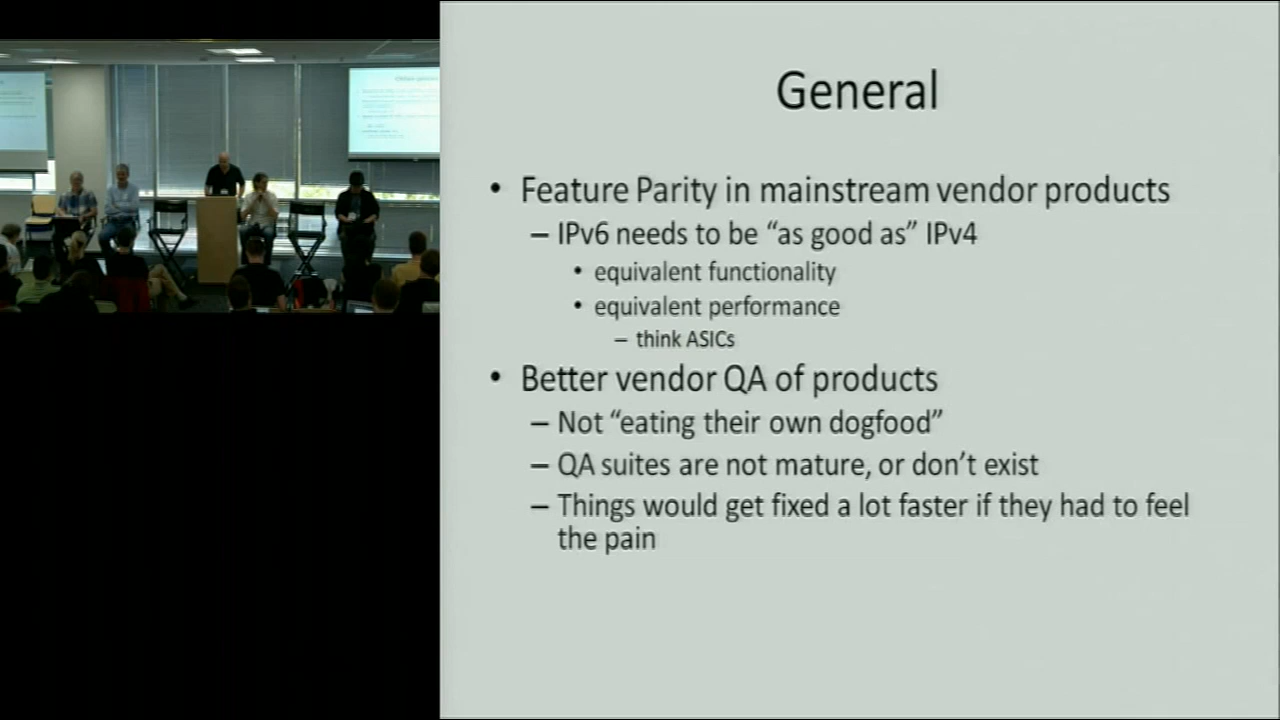 General
• Feature Parity in mainstream vendor products
– IPv6 needs to be “as good as” IPv4
• equivalent functionality
• equivalent performance
– think ASICs
• Better vendor QA of products
– Not “eating their own dogfood”
– QA suites are not mature, or don’t exist
– Things would get fixed a lot faster if they had to feel
the pain